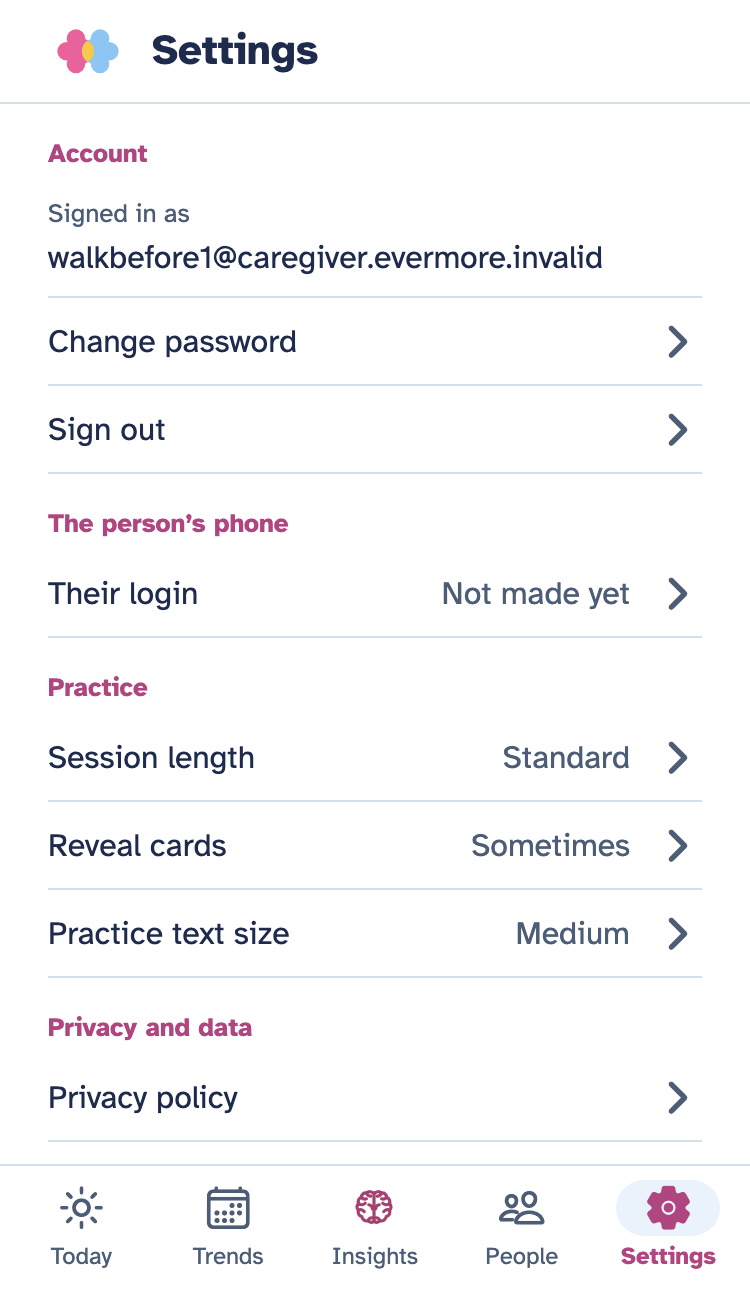 Settings
Account
Signed in as
walkbefore1@caregiver.evermore.invalid
Change password
Sign out
The person’s phone
Their login Not made yet
Practice
Session length Standard
Reveal cards Sometimes
Practice text size Medium
Privacy and data
Privacy policy
Today Trends Insights People Settings